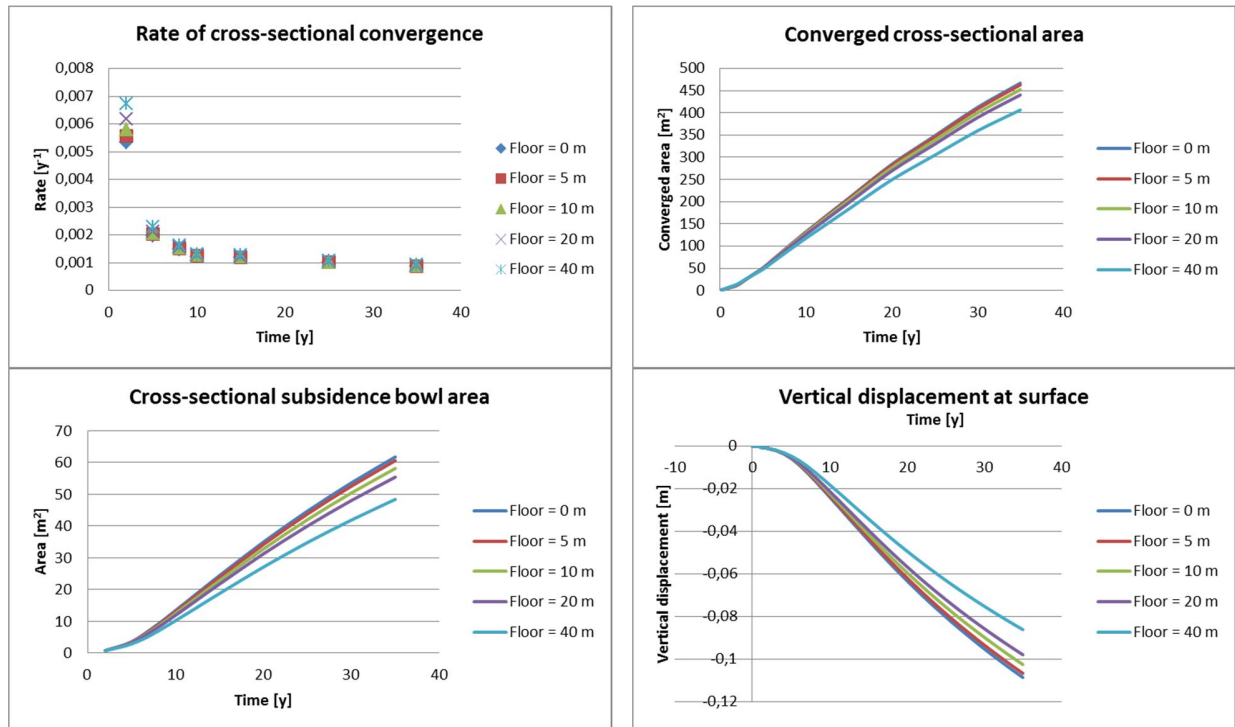 Rate of cross-sectional convergence
0,008
0,007
0,006
0,005
0,004
0,003
0,002
0,001
0
Rate [y-1]
0
10
20
30
40
Time [y]
Floor = 0 m
Floor = 5 m
Floor = 10 m
Floor = 20 m
Floor = 40 m
Converged cross-sectional area
500
450
400
350
300
250
200
150
100
50
0
Converged area [m2]
0
10
20
30
40
Time [y]
Floor = 0 m
Floor = 5 m
Floor = 10 m
Floor = 20 m
Floor = 40 m
Cross-sectional subsidence bowl area
70
60
50
40
30
20
10
0
Area [m2]
0
10
20
30
40
Time [y]
Floor = 0 m
Floor = 5 m
Floor = 10 m
Floor = 20 m
Floor = 40 m
Vertical displacement at surface
Time [y]
-10
0
10
20
30
40
0
-0,02
-0,04
-0,06
-0,08
-0,1
-0,12
Vertical displacement [m]
Floor = 0 m
Floor = 5 m
Floor = 10 m
Floor = 20 m
Floor = 40 m